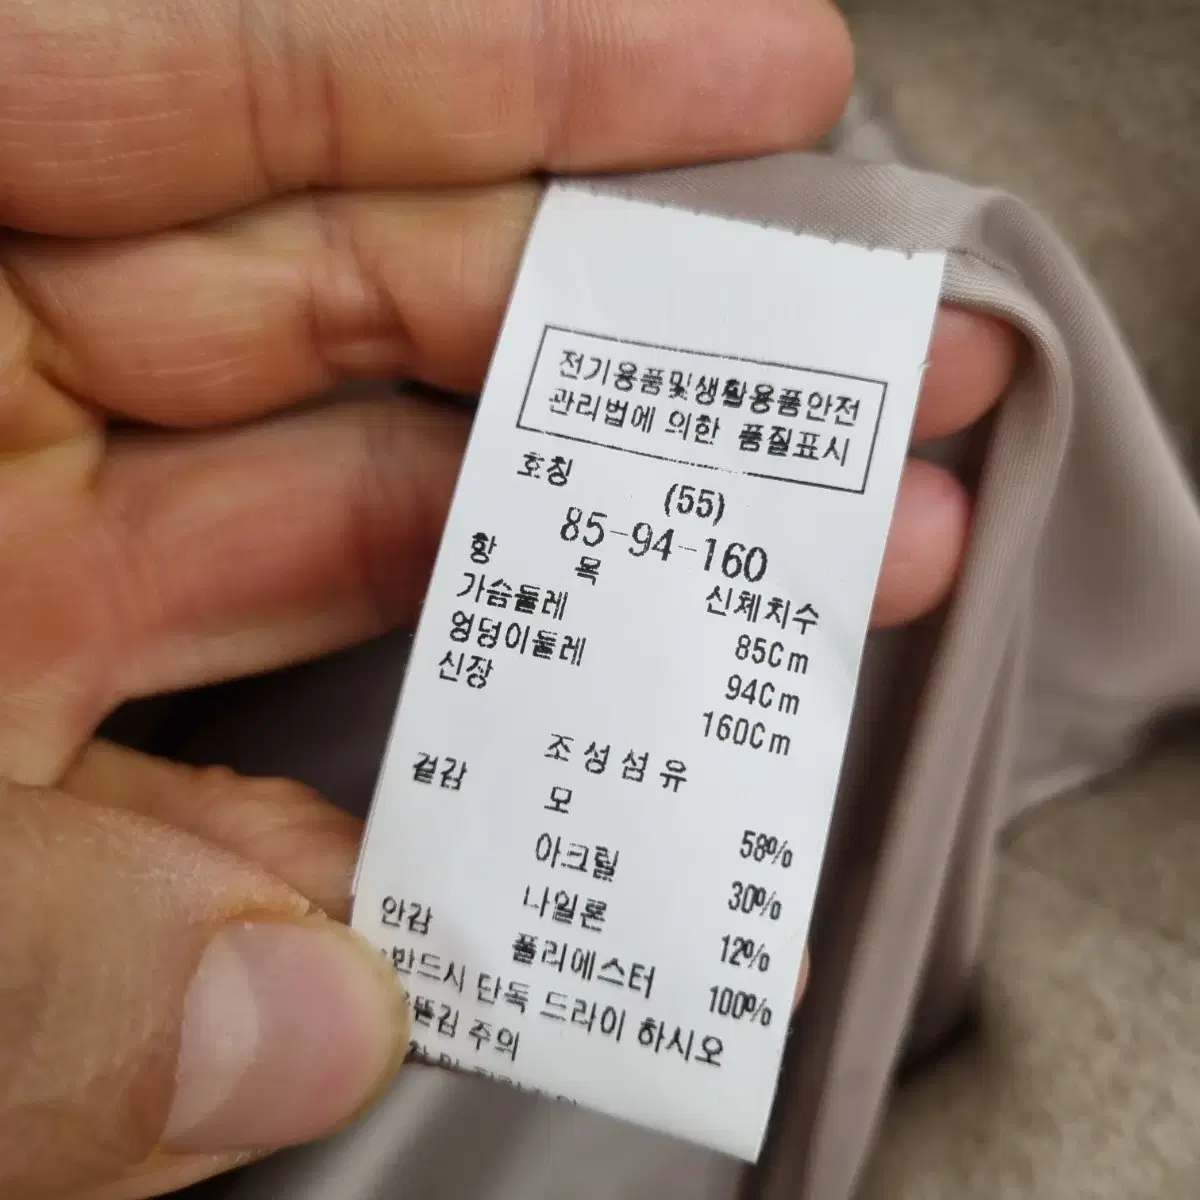 전기용품및생활용품안전
관리법에 의한 품질표시
호칭 (55)
85-94-160
항 목 신체치수
가슴둘레 85Cm
엉덩이둘레 94Cm
신장 160Cm
조성섬유
겉감 모 58%
아크릴 30%
나일론 12%
안감 폴리에스터 100%
반드시 단독 드라이 하시오
뜯김 주의